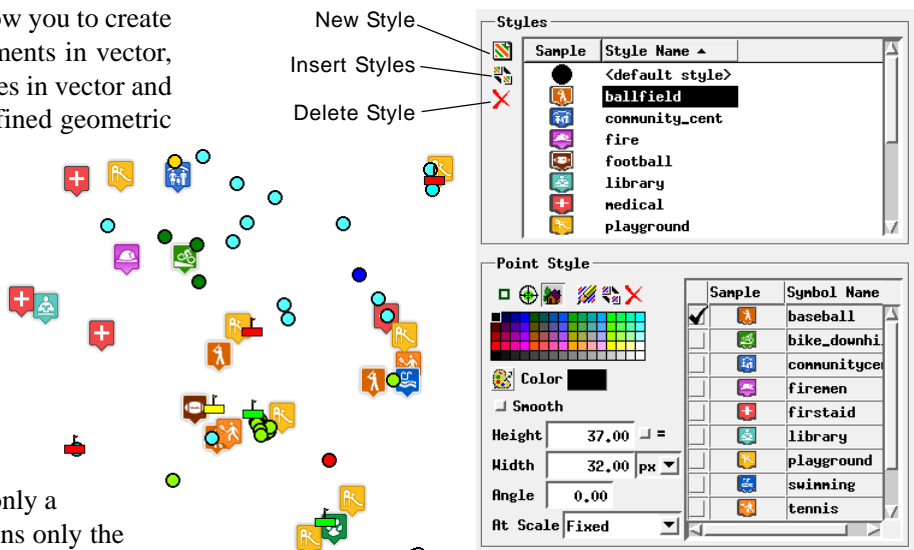 ow you to create
ments in vector,
es in vector and
fined geometric
only a
ns only the
New Style
Insert Styles
Delete Style
Styles
Sample Style Name
<default style>
ballfield
community_cent
fire
football
library
medical
playground
Point Style
Color
Smooth
Height 37.00 =
Width 32.00 px
Angle 0.00
At Scale Fixed
Sample Symbol Name
baseball
bike_downhi
communityce
firemen
firstaid
library
playground
swimming
tennis